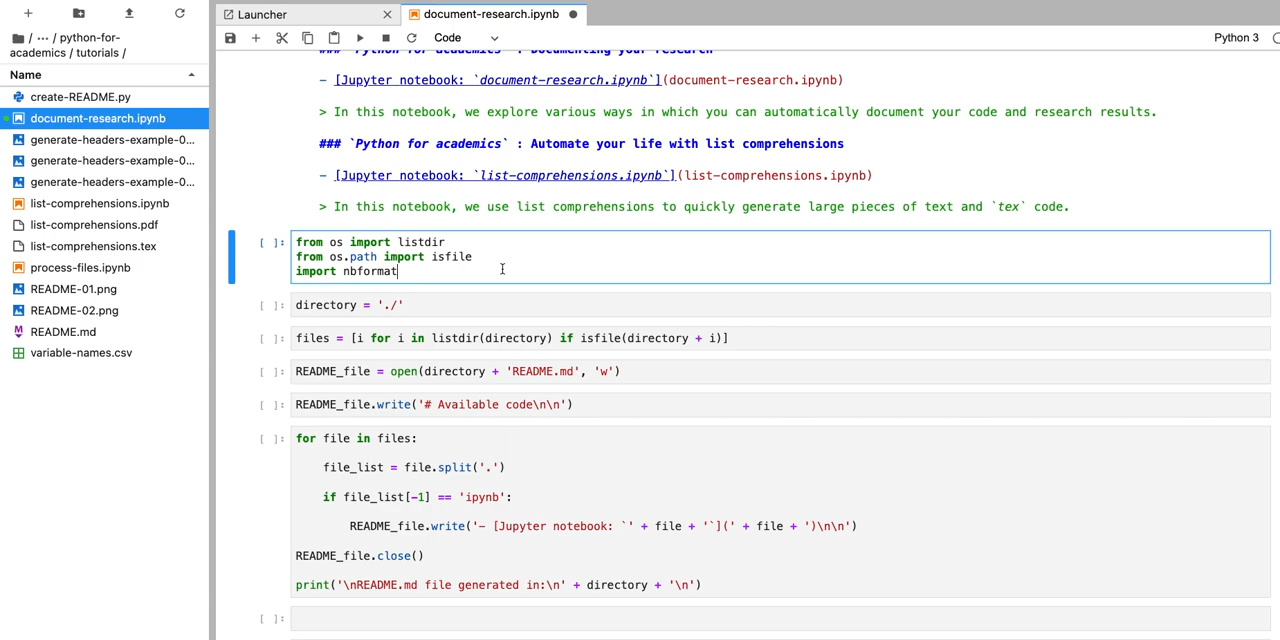 Launcher
document-research.ipynb
/ ··· / python-for-
academics / tutorials /
Code
Python 3
Name
create-README.py
document-research.ipynb
generate-headers-example-0...
generate-headers-example-0...
generate-headers-example-0...
list-comprehensions.ipynb
list-comprehensions.pdf
list-comprehensions.tex
process-files.ipynb
README-01.png
README-02.png
README.md
variable-names.csv
### `Python for academics` : Documenting your research
- [Jupyter notebook: `document-research.ipynb`](document-research.ipynb)
> In this notebook, we explore various ways in which you can automatically document your code and research results.
### `Python for academics` : Automate your life with list comprehensions
- [Jupyter notebook: `list-comprehensions.ipynb`](list-comprehensions.ipynb)
> In this notebook, we use list comprehensions to quickly generate large pieces of text and `tex` code.
[ ]: from os import listdir
from os.path import isfile
import nbformat
[ ]: directory = './'
[ ]: files = [i for i in listdir(directory) if isfile(directory + i)]
[ ]: README_file = open(directory + 'README.md', 'w')
[ ]: README_file.write('# Available code\n\n')
[ ]: for file in files:
file_list = file.split('.')
if file_list[-1] == 'ipynb':
README_file.write('- [Jupyter notebook: `' + file + '`](' + file + ')\n\n')
README_file.close()
print('\nREADME.md file generated in:\n' + directory + '\n')
[ ]: